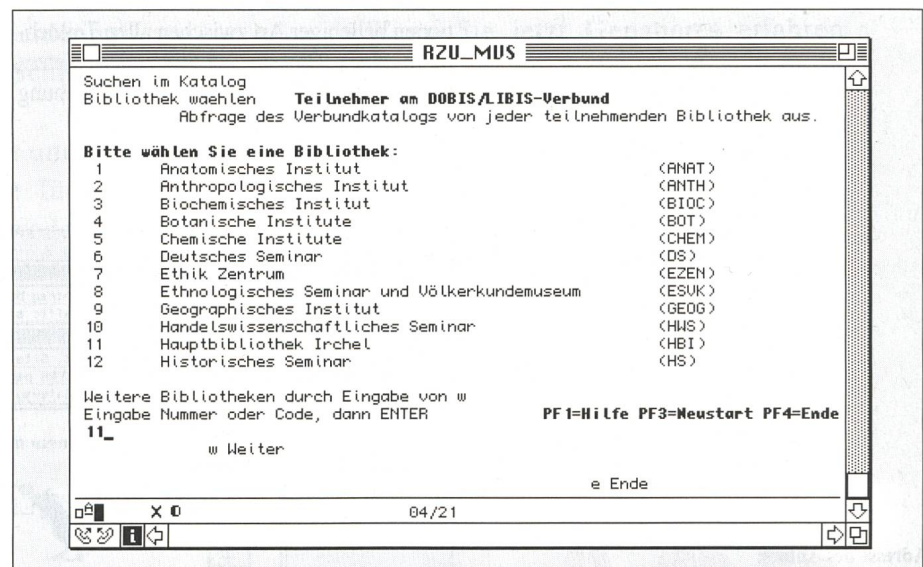 RZU_MVS
Suchen im Katalog
Bibliothek waehlen Teilnehmer am DOBIS/LIBIS-Verbund
Abfrage des Verbundkatalogs von jeder teilnehmenden Bibliothek aus.
Bitte wählen Sie eine Bibliothek:
1 Anatomisches Institut (ANAT)
2 Anthropologisches Institut (ANTH)
3 Biochemisches Institut (BIOC)
4 Botanische Institute (BOT)
5 Chemische Institute (CHEM)
6 Deutsches Seminar (DS)
7 Ethik Zentrum (EZEN)
8 Ethnologisches Seminar und Völkerkundemuseum (ESVK)
9 Geographisches Institut (GEOG)
10 Handelswissenschaftliches Seminar (HWS)
11 Hauptbibliothek Irchel (HBI)
12 Historisches Seminar (HS)
Weitere Bibliotheken durch Eingabe von w
Eingabe Nummer oder Code, dann ENTER PF1=Hilfe PF3=Neustart PF4=Ende
11_
w Weiter
e Ende
04/21